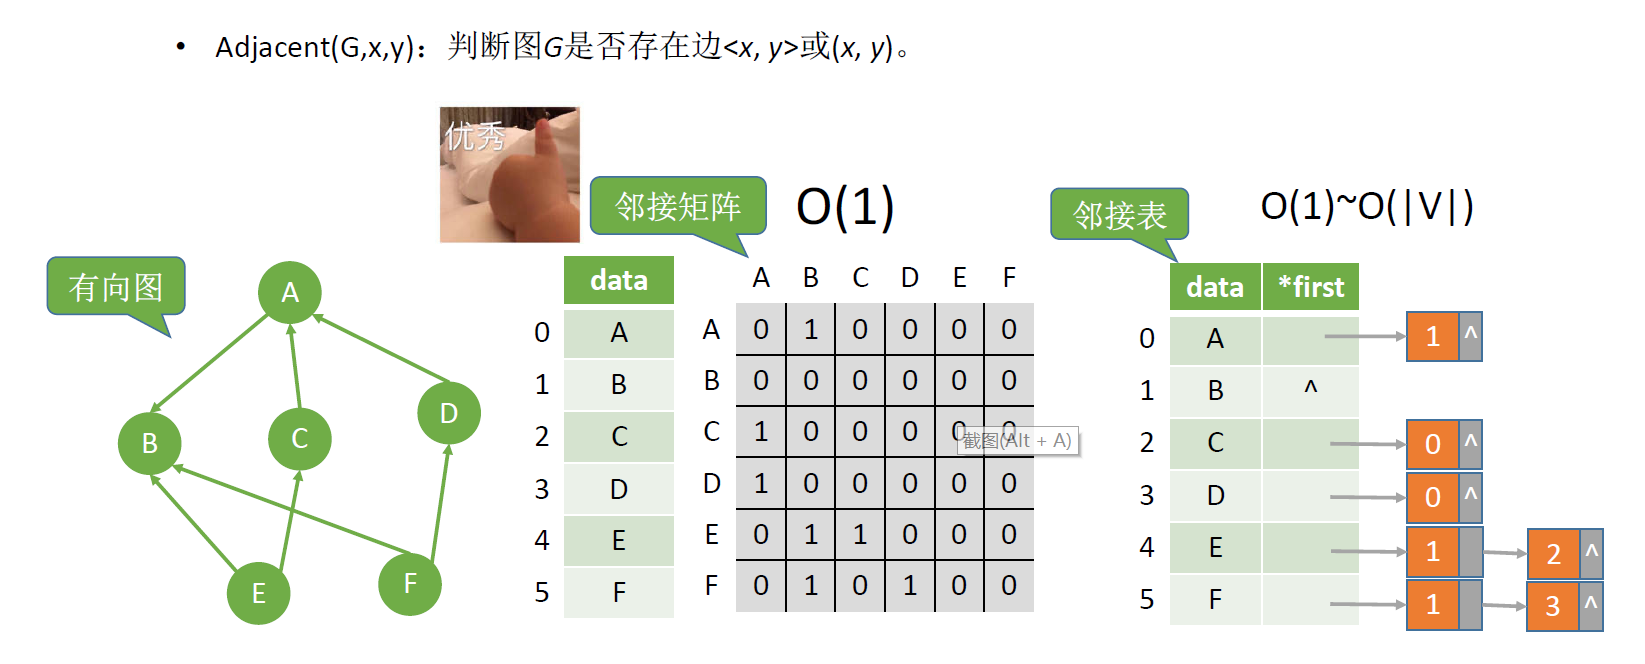 • Adjacent(G,x,y)：判断图G是否存在边<x, y>或(x, y)。
优秀
邻接矩阵 O(1)
邻接表 O(1)~O(|V|)
有向图
A
B
C
D
E
F
data
0 A
1 B
2 C
3 D
4 E
5 F
A B C D E F
A 0 1 0 0 0 0
B 0 0 0 0 0 0
C 1 0 0 0 0 0
D 1 0 0 0 0 0
E 0 1 1 0 0 0
F 0 1 0 1 0 0
截图(Alt + A)
data *first
0 A 1 ^
1 B ^
2 C 0 ^
3 D 0 ^
4 E 1 2 ^
5 F 1 3 ^